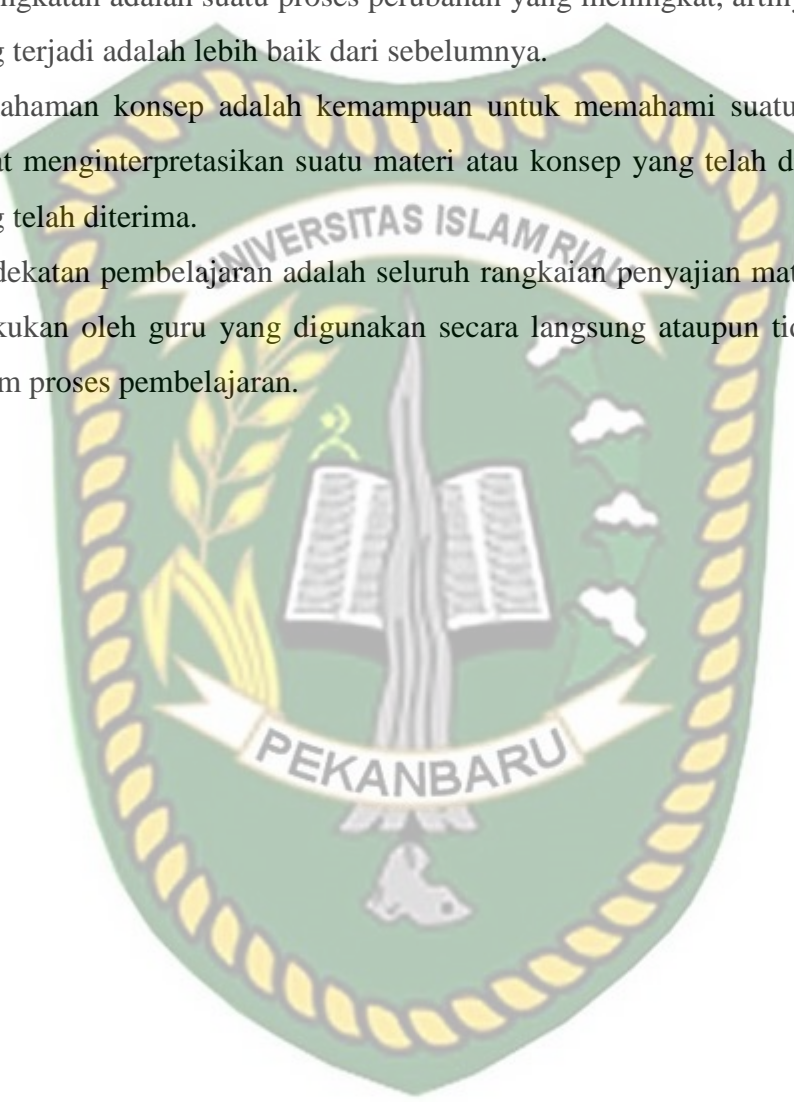 ngkatan adalah suatu proses perubahan yang meningkat, artiny
g terjadi adalah lebih baik dari sebelumnya.
ahaman konsep adalah kemampuan untuk memahami suatu
at menginterpretasikan suatu materi atau konsep yang telah d
g telah diterima.
dekatan pembelajaran adalah seluruh rangkaian penyajian mat
kukan oleh guru yang digunakan secara langsung ataupun tid
m proses pembelajaran.
UNIVERSITAS ISLAM RIAU
PEKANBARU